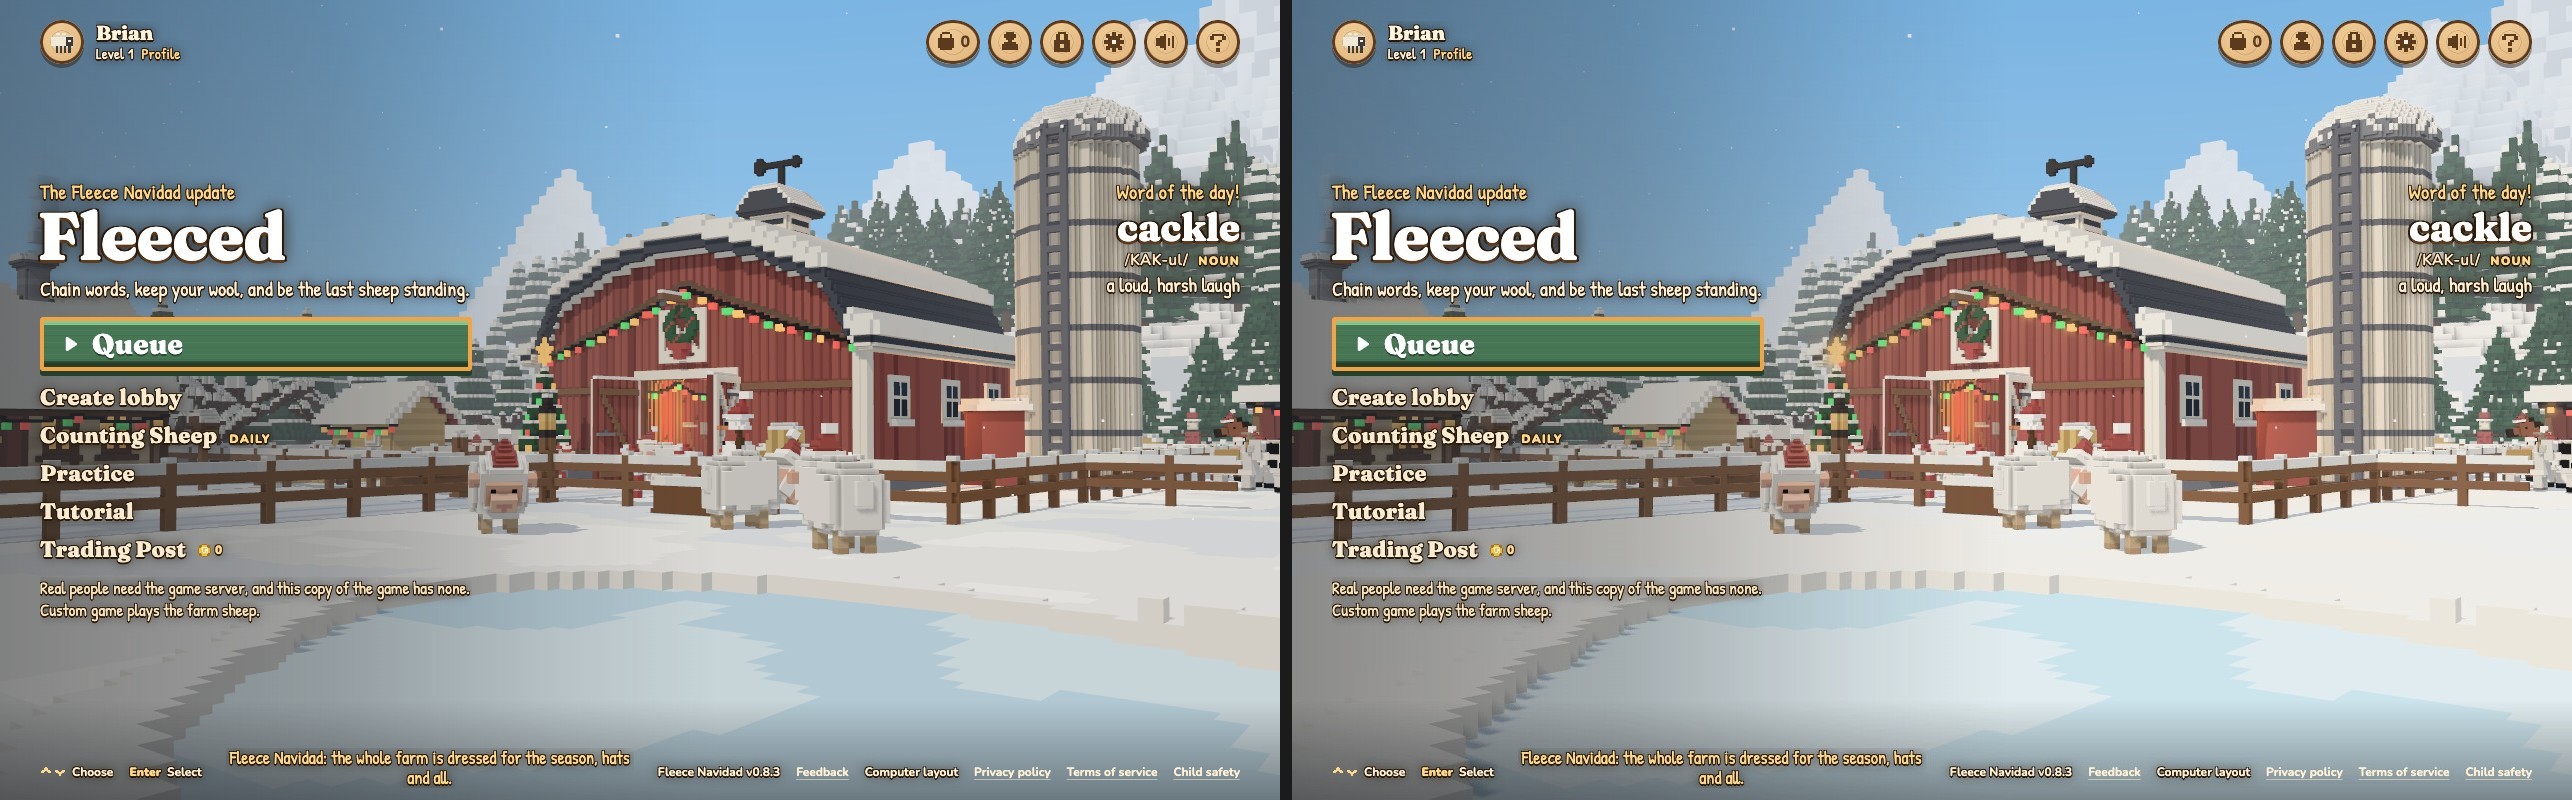 Brian
Level 1 Profile
0
The Fleece Navidad update
Fleeced
Chain words, keep your wool, and be the last sheep standing.
Queue
Create lobby
Counting Sheep DAILY
Practice
Tutorial
Trading Post 0
Real people need the game server, and this copy of the game has none.
Custom game plays the farm sheep.
Word of the day!
cackle
/KAK-ul/ NOUN
a loud, harsh laugh
Choose Enter Select
Fleece Navidad: the whole farm is dressed for the season, hats
and all.
Fleece Navidad v0.8.3 Feedback Computer layout Privacy policy Terms of service Child safety
Brian
Level 1 Profile
0
The Fleece Navidad update
Fleeced
Chain words, keep your wool, and be the last sheep standing.
Queue
Create lobby
Counting Sheep DAILY
Practice
Tutorial
Trading Post 0
Real people need the game server, and this copy of the game has none.
Custom game plays the farm sheep.
Word of the day!
cackle
/KAK-ul/ NOUN
a loud, harsh laugh
Choose Enter Select
Fleece Navidad: the whole farm is dressed for the season, hats
and all.
Fleece Navidad v0.8.3 Feedback Computer layout Privacy policy Terms of service Child safety